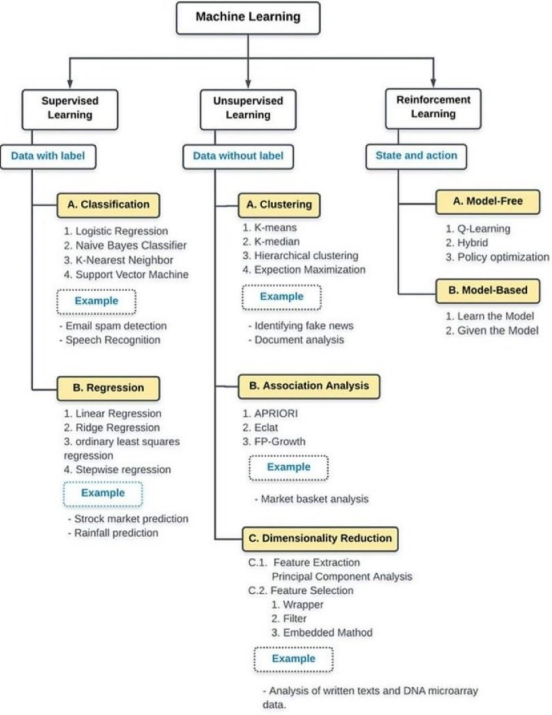 Machine Learning
Supervised
Learning
Data with label
A. Classification
1. Logistic Regression
2. Naive Bayes Classifier
3. K-Nearest Neighbor
4. Support Vector Machine
Example
- Email spam detection
- Speech Recognition
B. Regression
1. Linear Regression
2. Ridge Regression
3. ordinary least squares
regression
4. Stepwise regression
Example
- Strock market prediction
- Rainfall prediction
Unsupervised
Learning
Data without label
A. Clustering
1. K-means
2. K-median
3. Hierarchical clustering
4. Expection Maximization
Example
- Identifying fake news
- Document analysis
B. Association Analysis
1. APRIORI
2. Eclat
3. FP-Growth
Example
- Market basket analysis
C. Dimensionality Reduction
C.1. Feature Extraction
Principal Component Analysis
C.2. Feature Selection
1. Wrapper
2. Filter
3. Embedded Mathod
Example
- Analysis of written texts and DNA microarray
data.
Reinforcement
Learning
State and action
A. Model-Free
1. Q-Learning
2. Hybrid
3. Policy optimization
B. Model-Based
1. Learn the Model
2. Given the Model